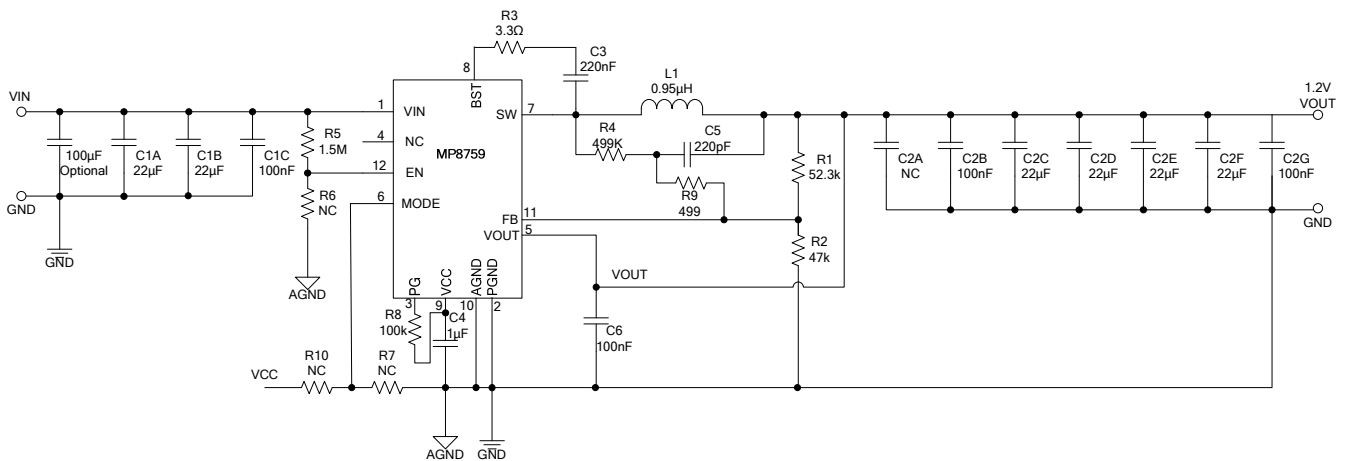 R3
3.3Ω
C3
220nF
8
BST
L1
0.95µH
1.2V
VOUT
VIN
1
VIN
SW
7
4
NC
MP8759
R5
1.5M
R4
499K
C5
220pF
R1
52.3k
100µF
Optional
C1A
22µF
C1B
22µF
C1C
100nF
C2A
NC
C2B
100nF
C2C
22µF
C2D
22µF
C2E
22µF
C2F
22µF
C2G
100nF
12
EN
R6
NC
6
MODE
R9
499
GND
FB
11
GND
VOUT
5
R2
47k
GND
AGND
PG
VCC
AGND
PGND
VOUT
3
9
10
2
R8
100k
C4
1µF
C6
100nF
R10
NC
R7
NC
VCC
AGND
GND